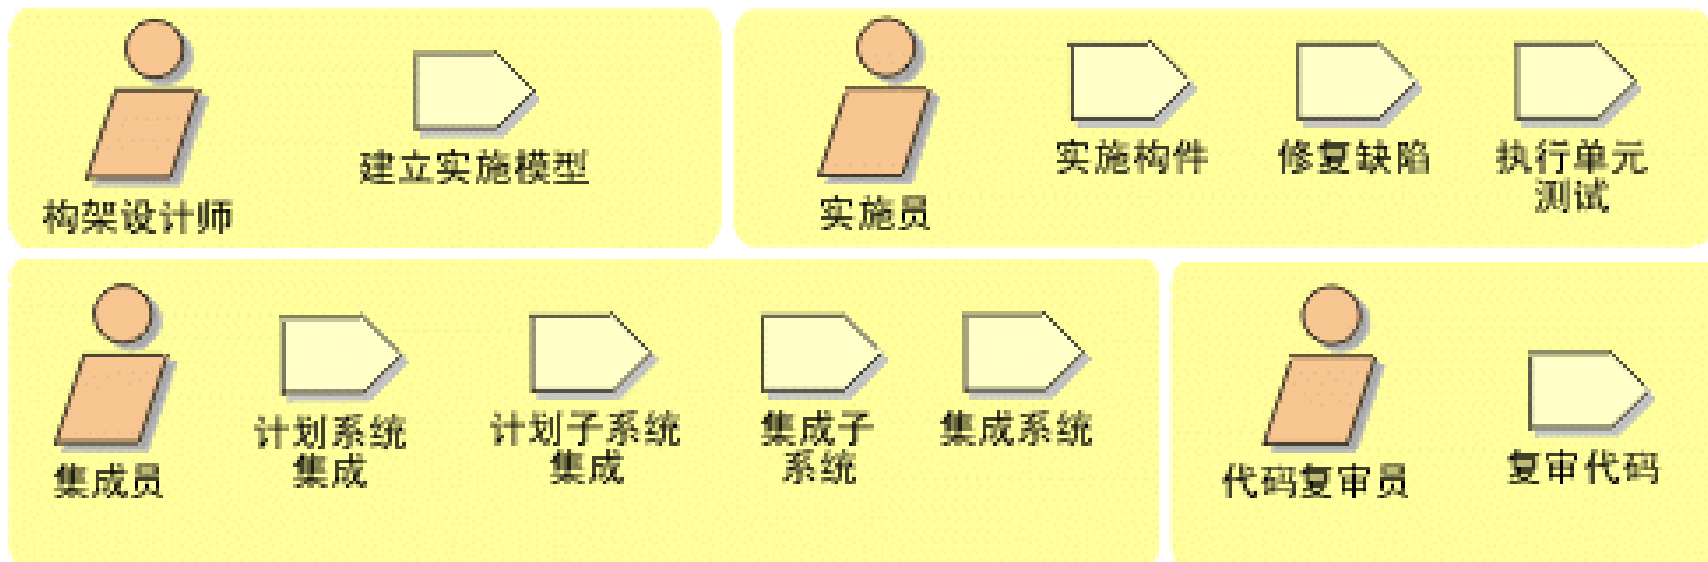 建立实施模型
构架设计师
实施构件
修复缺陷
执行单元
测试
实施员
计划系统
集成
计划子系统
集成
集成子
系统
集成系统
集成员
复审代码
代码复审员